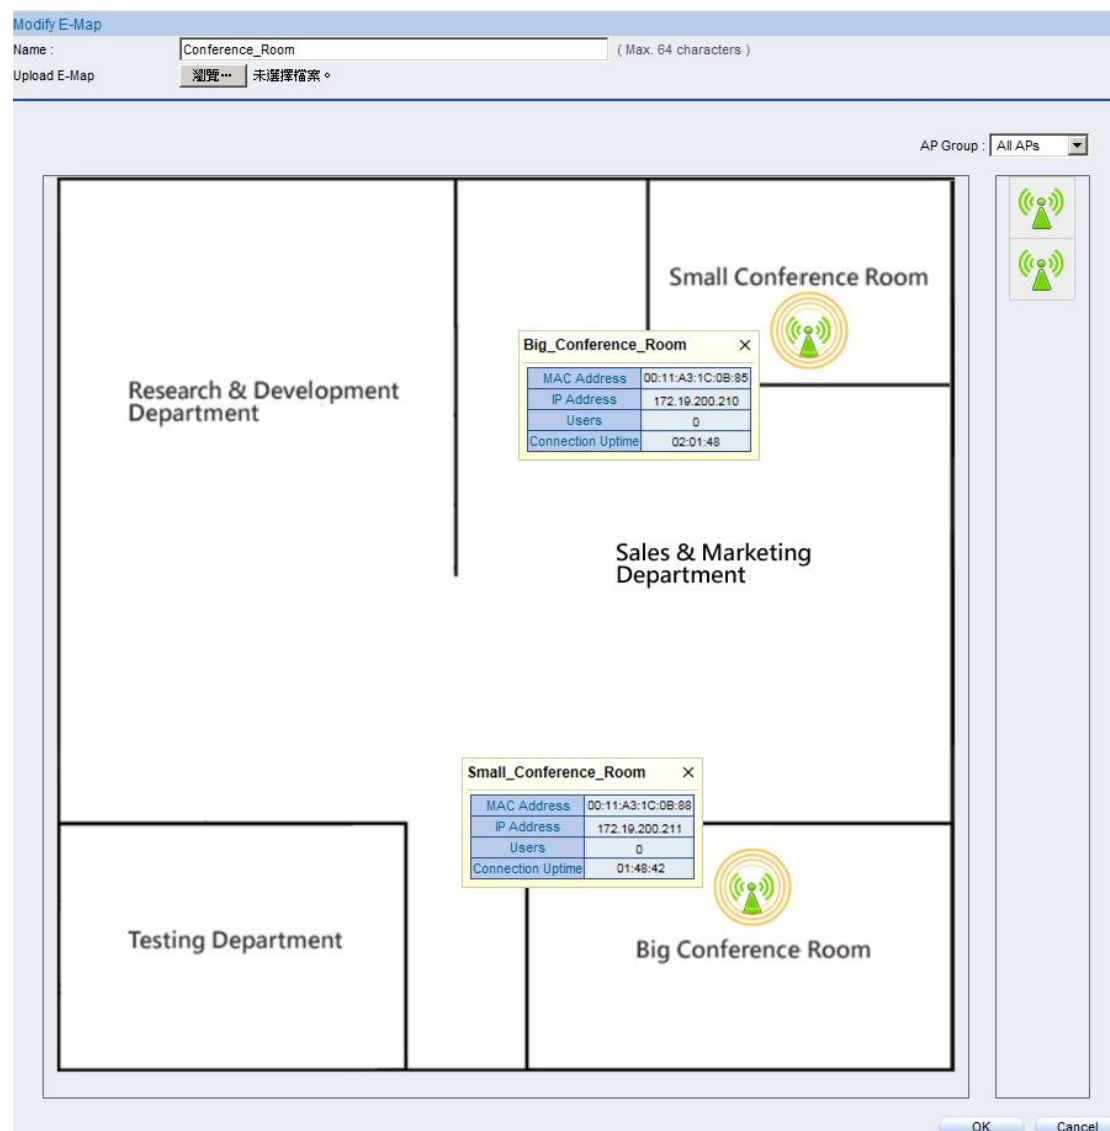 Modify E-Map
Name : Conference_Room ( Max. 64 characters )
Upload E-Map 瀏覽… 未選擇檔案。
AP Group : All APs
Small Conference Room
Big_Conference_Room ×
MAC Address 00:11:A3:1C:0B:85
IP Address 172.19.200.210
Users 0
Connection Uptime 02:01:48
Research & Development
Department
Sales & Marketing
Department
Small_Conference_Room ×
MAC Address 00:11:A3:1C:0B:88
IP Address 172.19.200.211
Users 0
Connection Uptime 01:48:42
Testing Department
Big Conference Room
OK Cancel